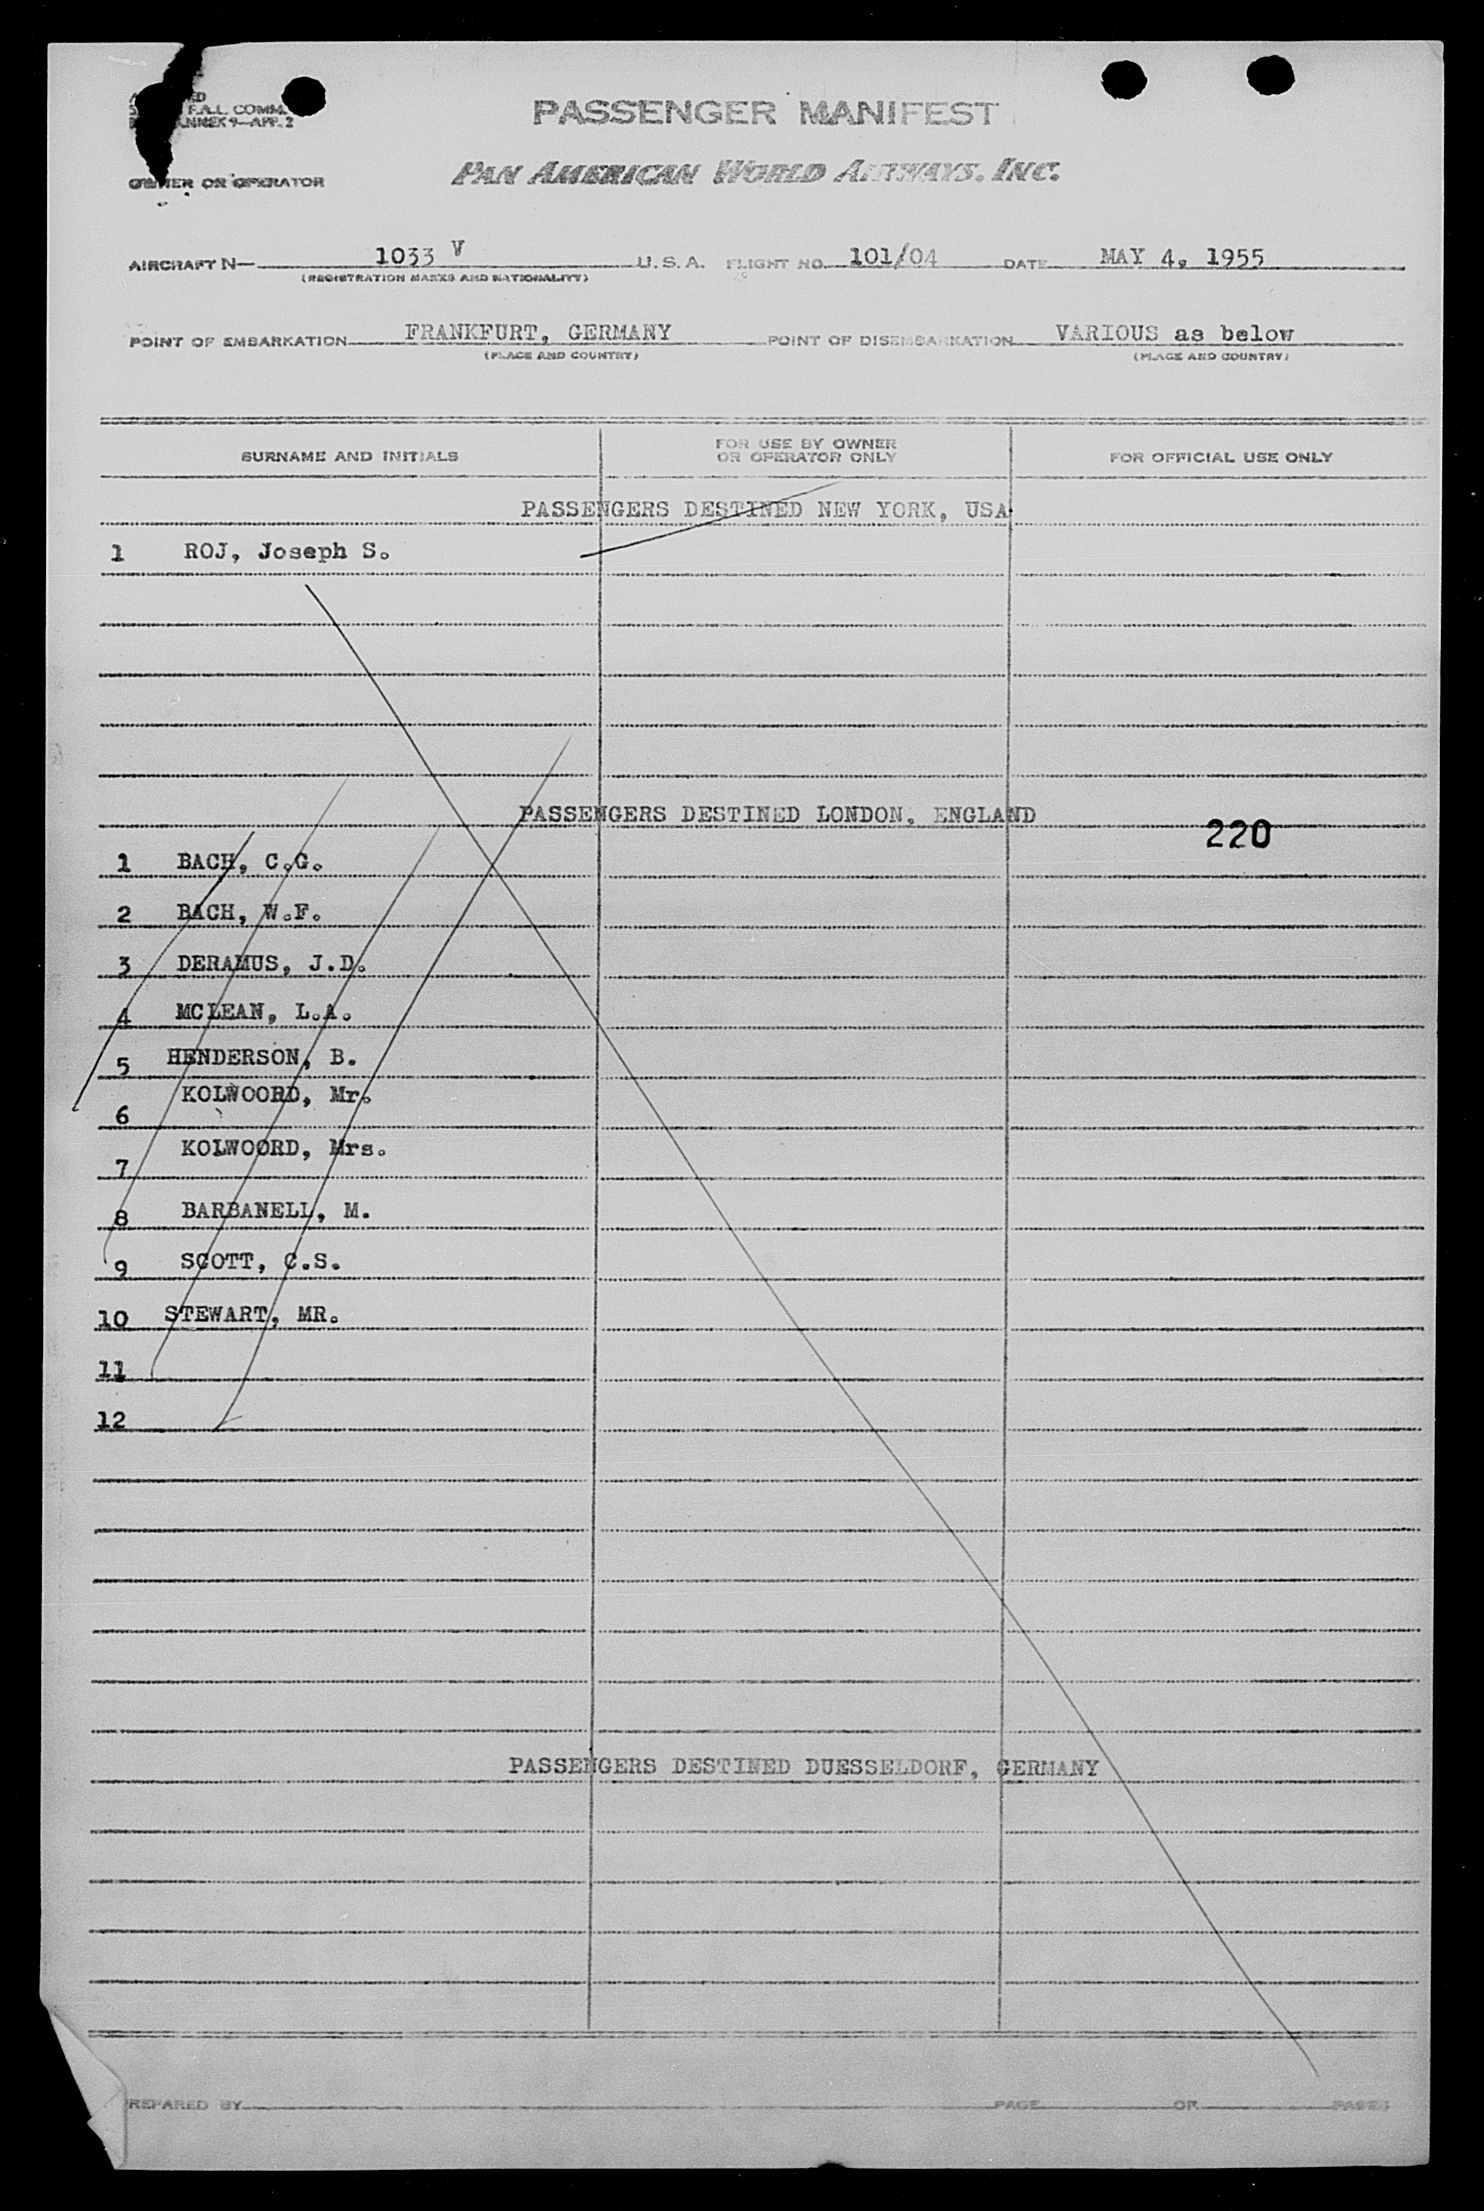 F.A.L. COMM.
ANNEX 9—APP. 2
PASSENGER MANIFEST
OWNER OR OPERATOR
PAN AMERICAN WORLD AIRWAYS, INC.
AIRCRAFT N— 1033 V U.S.A. FLIGHT NO. 101/04 DATE MAY 4, 1955
(REGISTRATION MARKS AND NATIONALITY)
POINT OF EMBARKATION FRANKFURT, GERMANY POINT OF DISEMBARKATION VARIOUS as below
(PLACE AND COUNTRY) (PLACE AND COUNTRY)
SURNAME AND INITIALS FOR USE BY OWNER OR OPERATOR ONLY FOR OFFICIAL USE ONLY
PASSENGERS DESTINED NEW YORK, USA
1 ROJ, Joseph S.
PASSENGERS DESTINED LONDON, ENGLAND
220
1 BACH, C.G.
2 BACH, W.F.
3 DERAMUS, J.D.
4 MCLEAN, L.A.
5 HENDERSON, B.
6 KOLWOORD, Mr.
7 KOLWOORD, Mrs.
8 BARBANELL, M.
9 SCOTT, C.S.
10 STEWART, MR.
11
12
PASSENGERS DESTINED DUESSELDORF, GERMANY
PREPARED BY PAGE OF PAGES